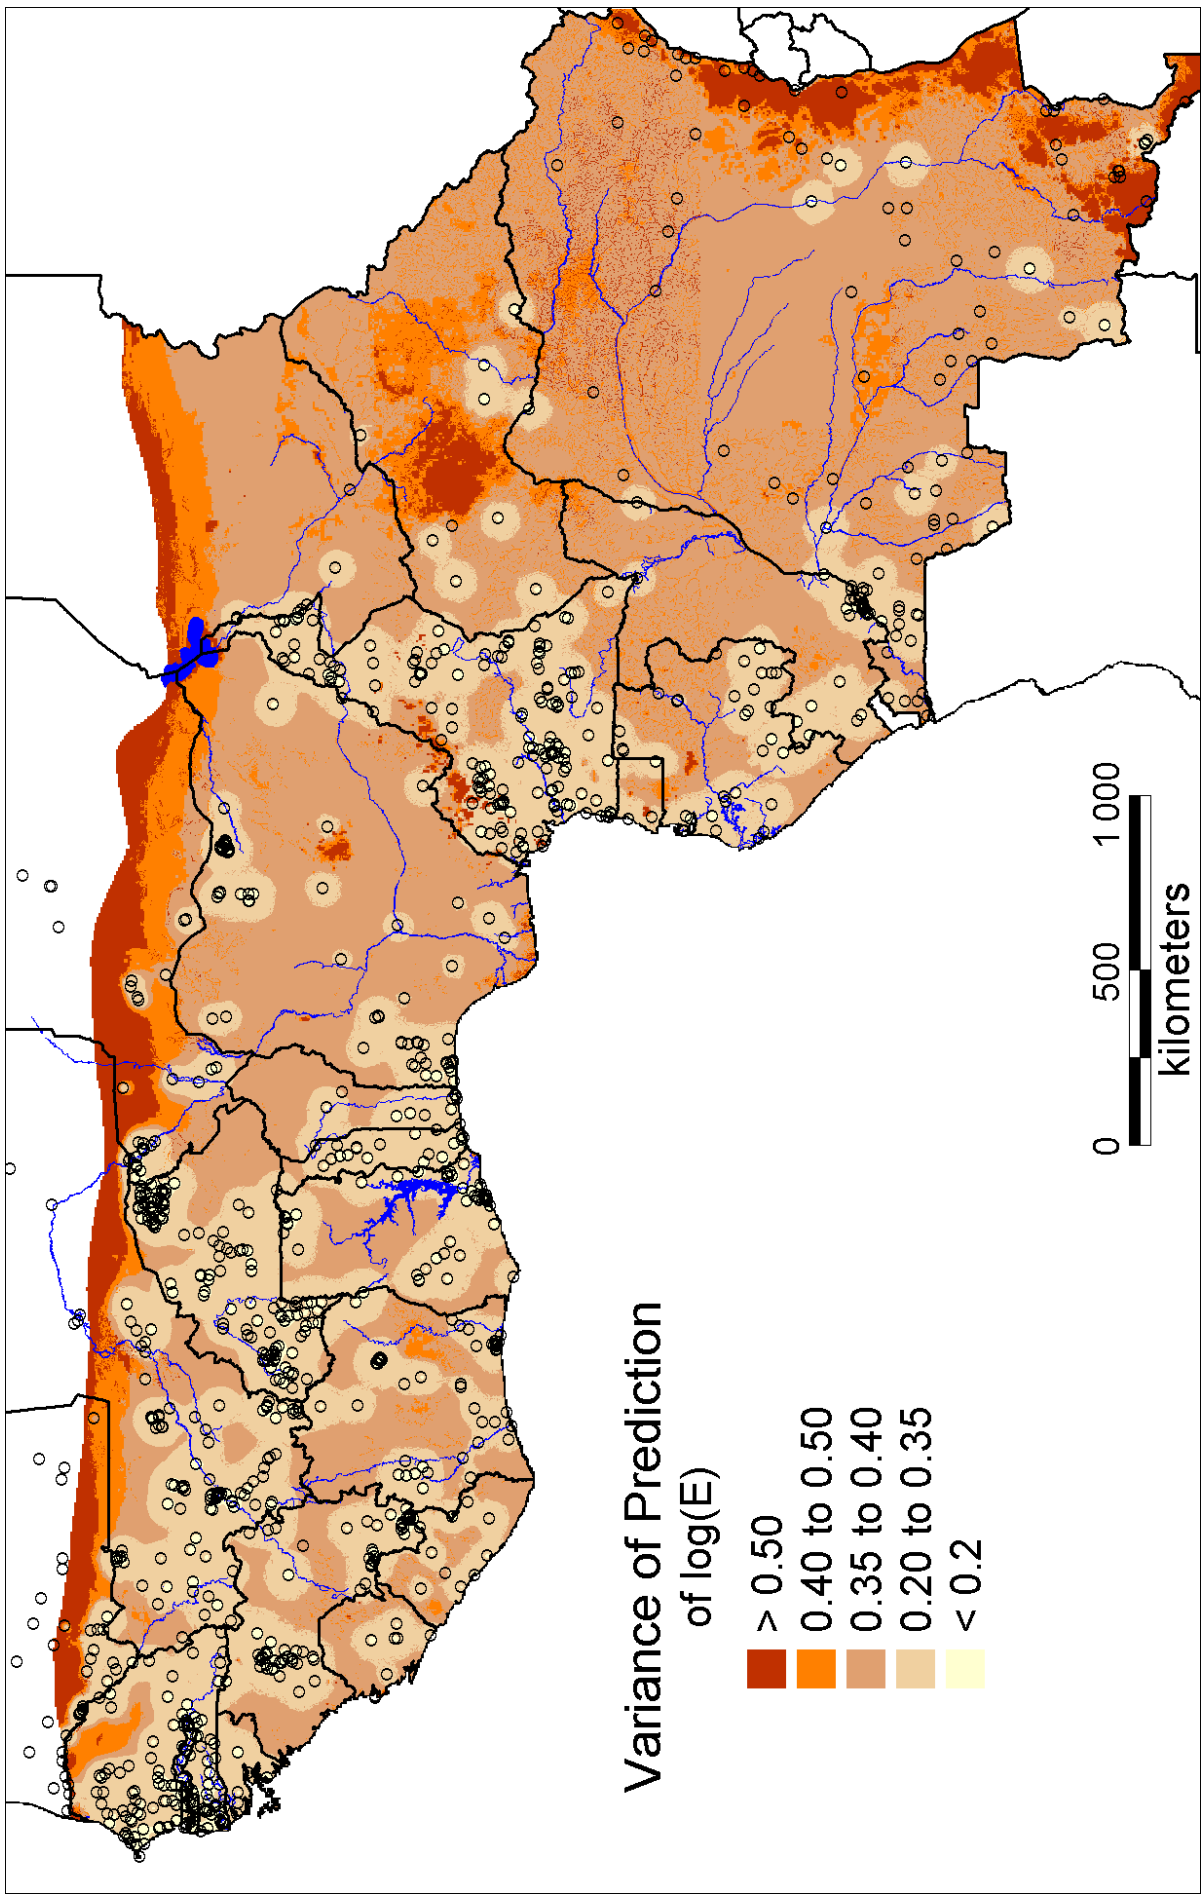 Variance of Prediction
of log(E)
> 0.50
0.40 to 0.50
0.35 to 0.40
0.20 to 0.35
< 0.2
0 500 1 000
kilometers